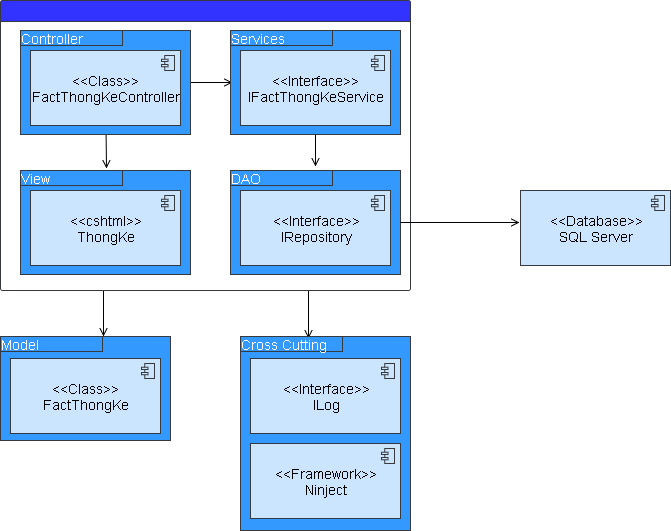 Controller
<<Class>>
FactThongKeController
Services
<<Interface>>
IFactThongKeService
View
<<cshtml>>
ThongKe
DAO
<<Interface>>
IRepository
<<Database>>
SQL Server
Model
<<Class>>
FactThongKe
Cross Cutting
<<Interface>>
ILog
<<Framework>>
Ninject